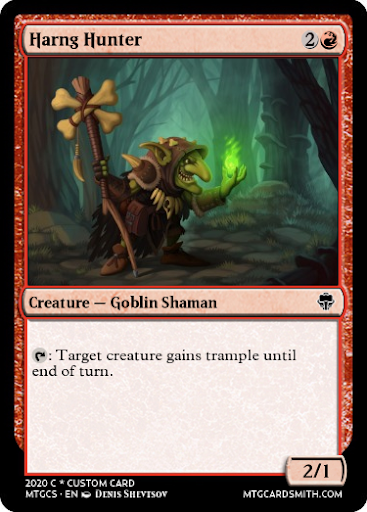 Harng Hunter 2
Creature — Goblin Shaman
: Target creature gains trample until
end of turn.
2/1
2020 C * CUSTOM CARD
MTGCS · EN Denis Shevtsov
MTGCARDSMITH.COM